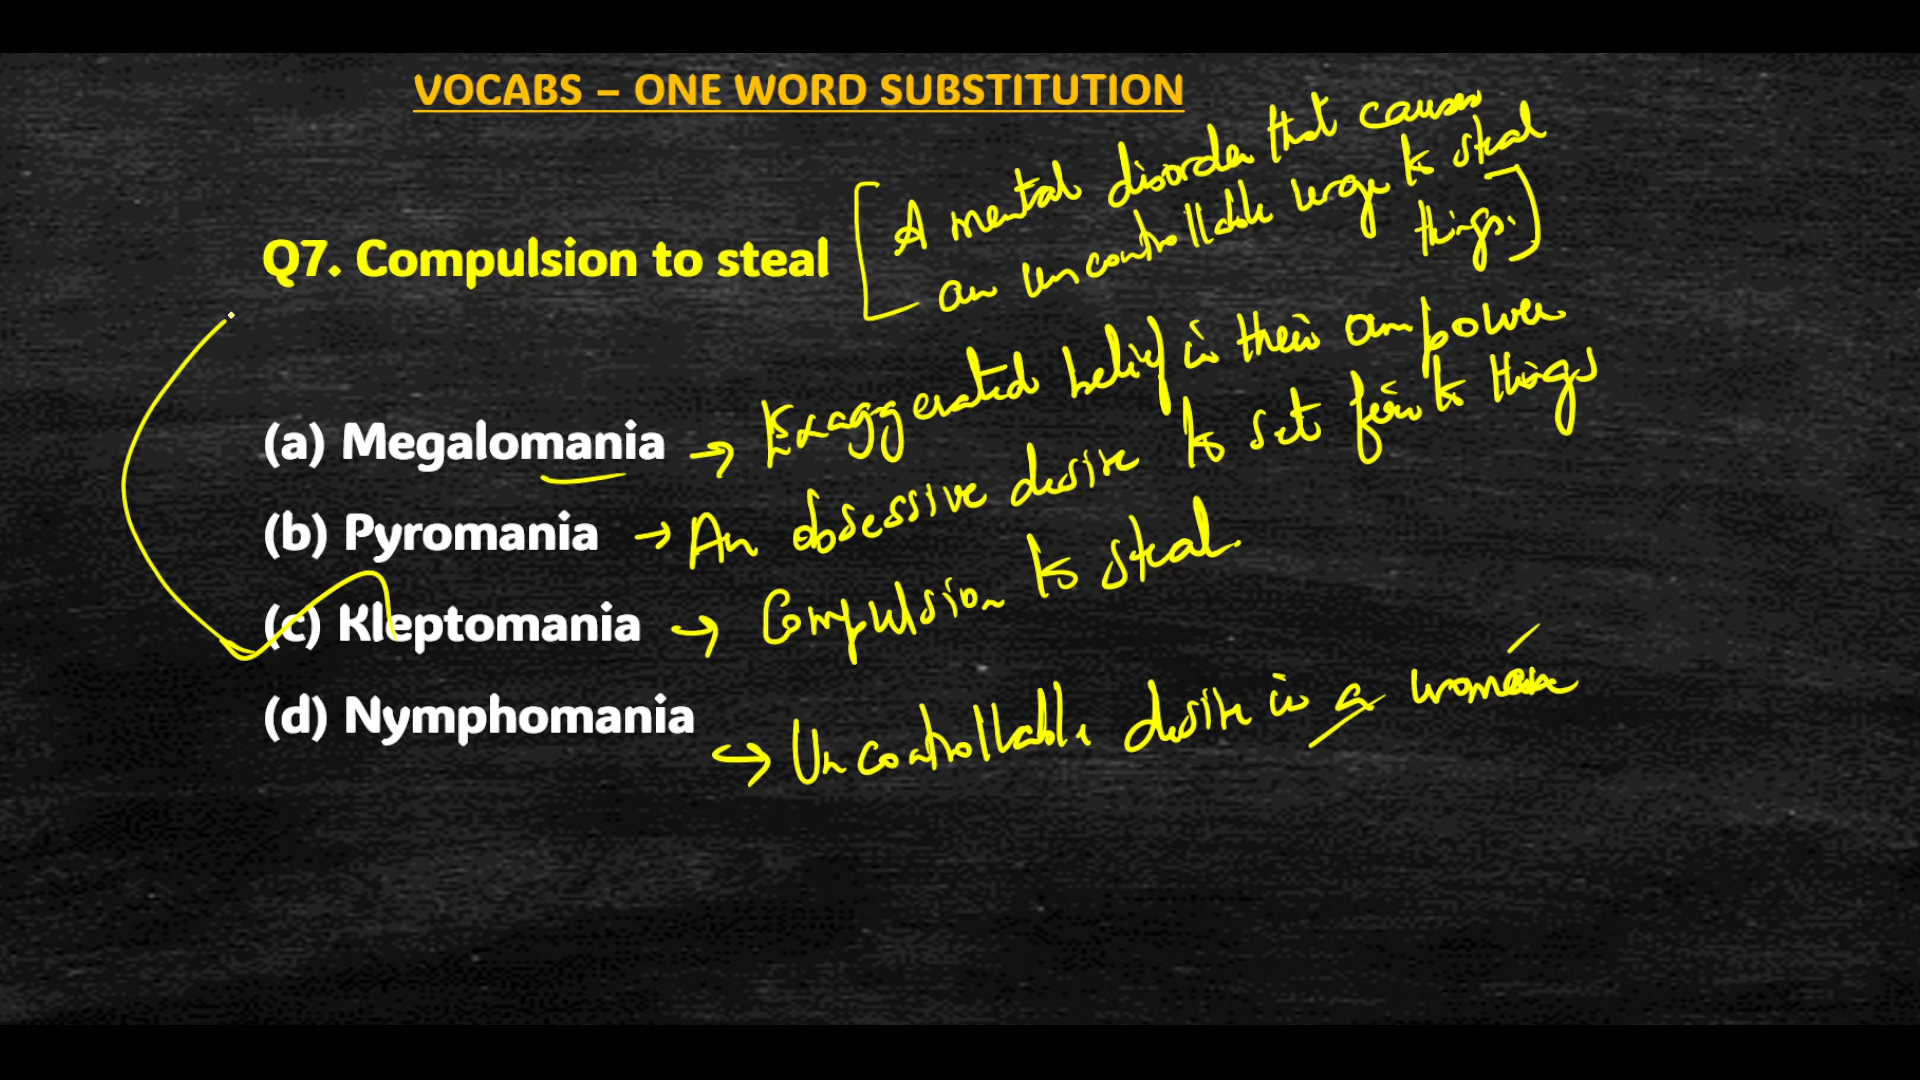 VOCABS – ONE WORD SUBSTITUTION
Q7. Compulsion to steal
[A mental disorder that causes
an uncontrollable urge to steal
things.]
(a) Megalomania → Exaggerated belief in their own power
(b) Pyromania → An obsessive desire to set fire to things
(c) Kleptomania → Compulsion to steal.
(d) Nymphomania
→ Uncontrollable desire in a woman